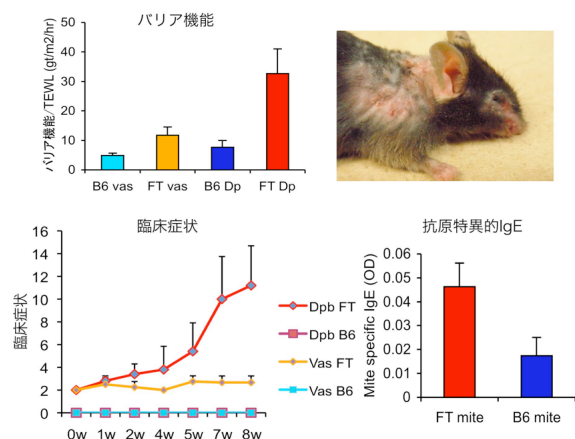 バリア機能
バリア機能/TEWL (gt/m2/hr)
50
40
30
20
10
0
B6 vas FT vas B6 Dp FT Dp
臨床症状
臨床症状
16
14
12
10
8
6
4
2
0
0w 1w 2w 4w 5w 7w 8w
Dpb FT
Dpb B6
Vas FT
Vas B6
抗原特異的IgE
Mite specific IgE (OD)
0.06
0.05
0.04
0.03
0.02
0.01
0
FT mite B6 mite